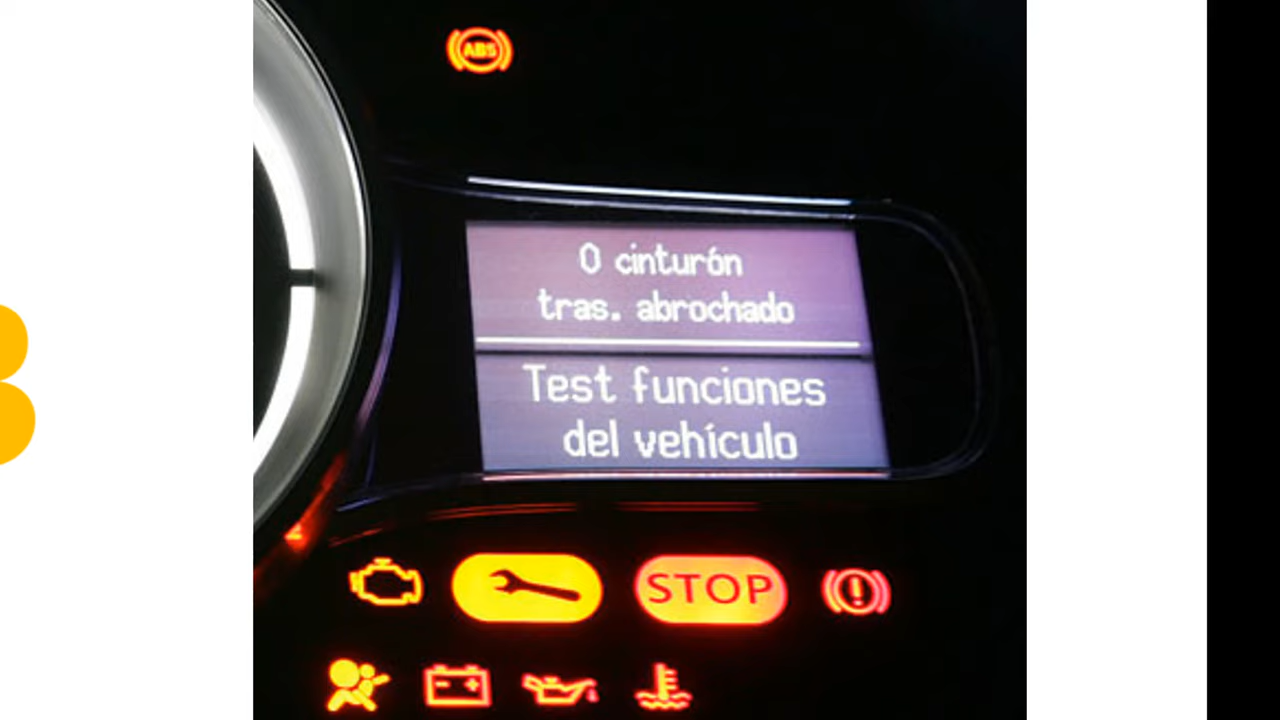 ABS
0 cinturón
tras. abrochado
Test funciones
del vehículo
STOP